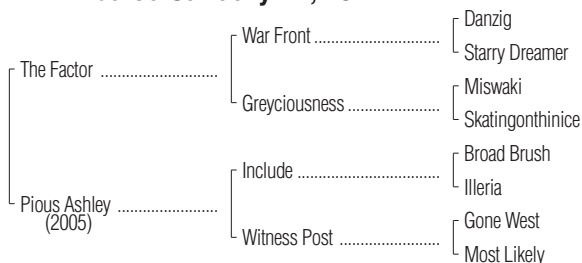 Danzig
War Front
Starry Dreamer
The Factor
Miswaki
Greyciousness
Skatingonthinice
Broad Brush
Include
Illeria
Pious Ashley
(2005)
Gone West
Witness Post
Most Likely